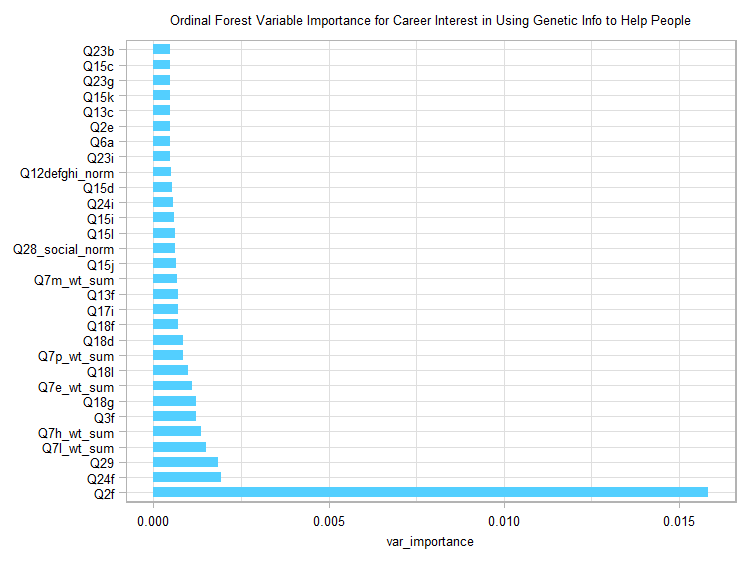 Ordinal Forest Variable Importance for Career Interest in Using Genetic Info to Help People
Q23b
Q15c
Q23g
Q15k
Q13c
Q2e
Q6a
Q23i
Q12defghi_norm
Q15d
Q24i
Q15i
Q15l
Q28_social_norm
Q15j
Q7m_wt_sum
Q13f
Q17i
Q18f
Q18d
Q7p_wt_sum
Q18l
Q7e_wt_sum
Q18g
Q3f
Q7h_wt_sum
Q7l_wt_sum
Q29
Q24f
Q2f
0.000 0.005 0.010 0.015
var_importance